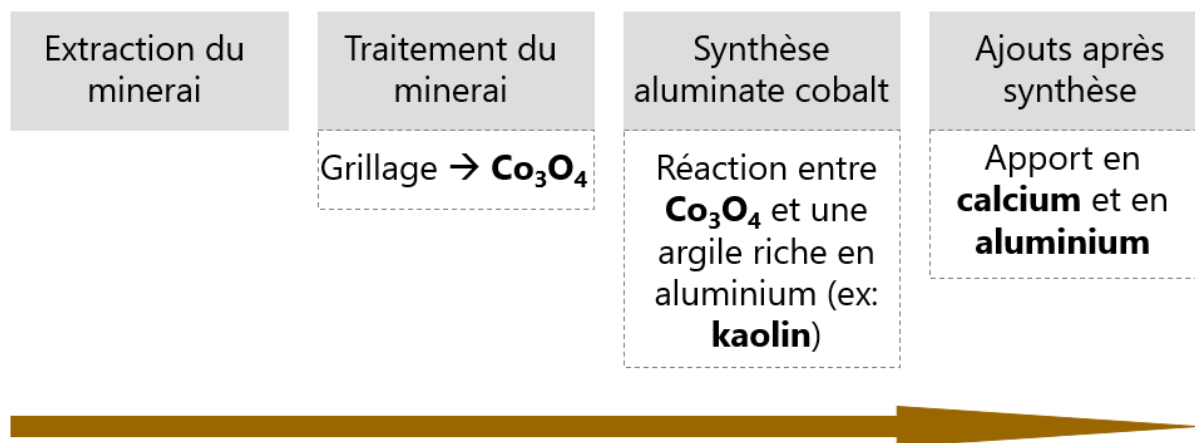 Extraction du
minerai
Traitement du
minerai
Grillage → Co₃O₄
Synthèse
aluminate cobalt
Réaction entre
Co₃O₄ et une
argile riche en
aluminium (ex:
kaolin)
Ajouts après
synthèse
Apport en
calcium et en
aluminium